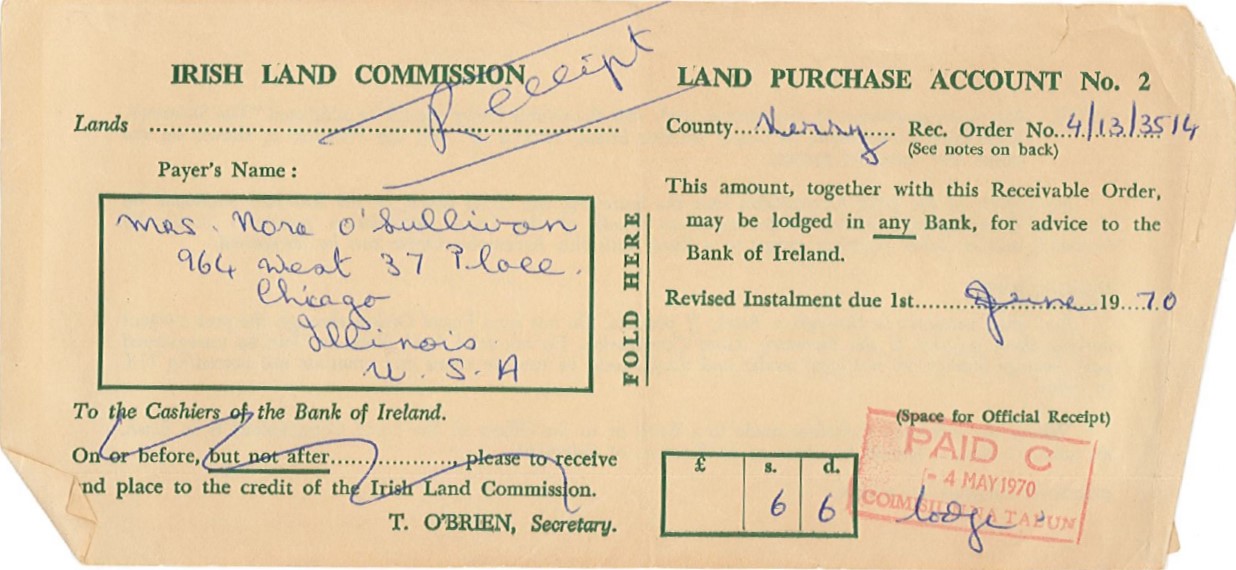 Receipt
IRISH LAND COMMISSION
Lands
Payer's Name :
Mrs. Nora O'Sullivan
964 West 37 Place.
Chicago
Illinois.
U. S. A
To the Cashiers of the Bank of Ireland.
On or before, but not after............, please to receive
nd place to the credit of the Irish Land Commission.
T. O'BRIEN, Secretary.
FOLD HERE
LAND PURCHASE ACCOUNT No. 2
County....Kerry..... Rec. Order No. 4/13/3514
(See notes on back)
This amount, together with this Receivable Order,
may be lodged in any Bank, for advice to the
Bank of Ireland.
Revised Instalment due 1st.......June...19...70
(Space for Official Receipt)
£ s. d.
6 6
PAID C
- 4 MAY 1970
COIMISIÚN NA TALÚN
lodge